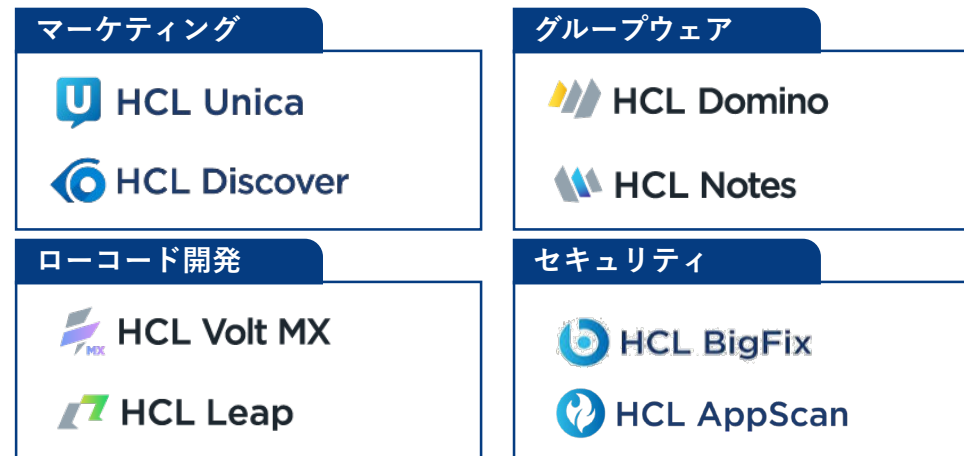 マーケティング
HCL Unica
HCL Discover
グループウェア
HCL Domino
HCL Notes
ローコード開発
HCL Volt MX
MX
HCL Leap
セキュリティ
HCL BigFix
HCL AppScan